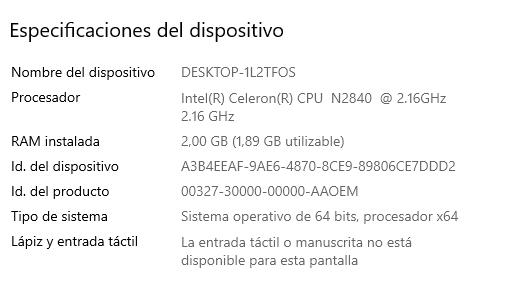 Especificaciones del dispositivo
Nombre del dispositivo DESKTOP-1L2TFOS
Procesador Intel(R) Celeron(R) CPU N2840 @ 2.16GHz
2.16 GHz
RAM instalada 2,00 GB (1,89 GB utilizable)
Id. del dispositivo A3B4EEAF-9AE6-4870-8CE9-89806CE7DDD2
Id. del producto 00327-30000-00000-AAOEM
Tipo de sistema Sistema operativo de 64 bits, procesador x64
Lápiz y entrada táctil La entrada táctil o manuscrita no está
disponible para esta pantalla